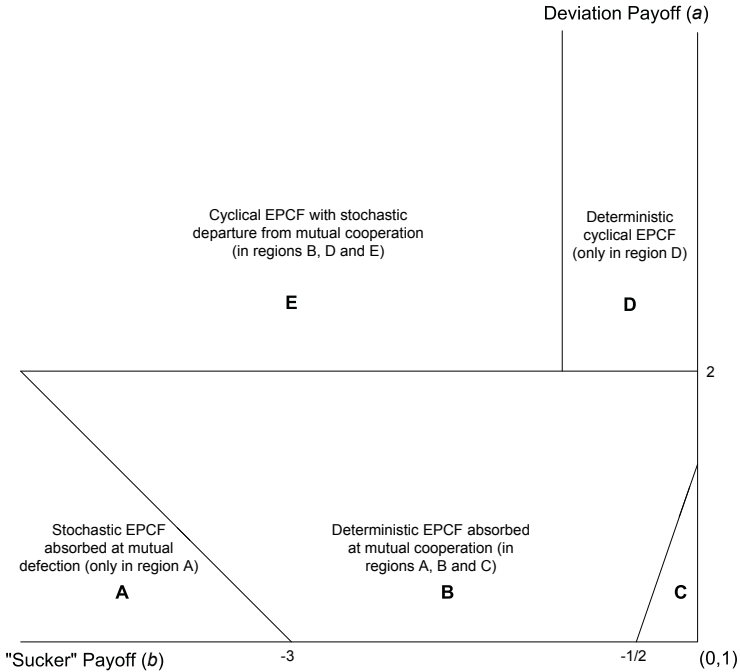 Deviation Payoff (a)
Cyclical EPCF with stochastic
departure from mutual cooperation
(in regions B, D and E)
E
Deterministic
cyclical EPCF
(only in region D)
D
2
Stochastic EPCF
absorbed at mutual
defection (only in region A)
A
Deterministic EPCF absorbed
at mutual cooperation (in
regions A, B and C)
B
C
"Sucker" Payoff (b)
-3
-1/2
(0,1)